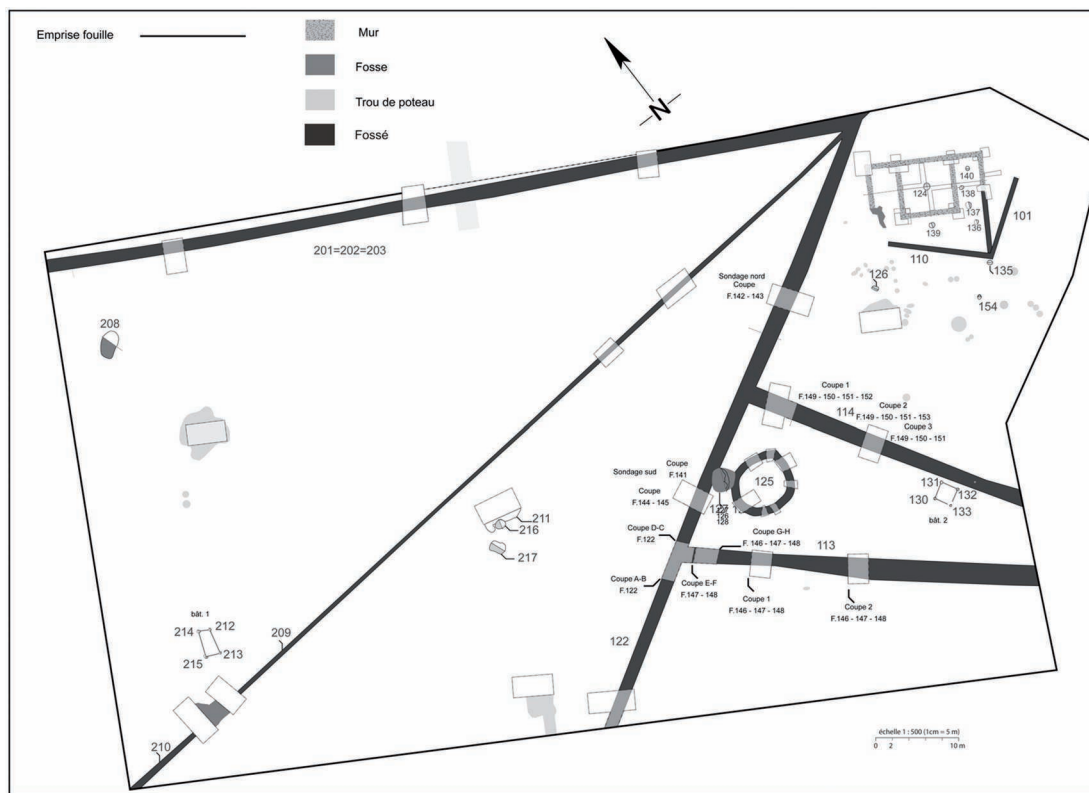 Emprise fouille
Mur
Fosse
Trou de poteau
Fossé
N
140
124
138
137
136
139
101
110
135
126
154
201=202=203
208
Sondage nord
Coupe
F.142 - 143
Coupe 1
F.149 - 150 - 151 - 152
114
Coupe 2
F.149 - 150 - 151 - 153
Coupe 3
F.149 - 150 - 151
Sondage sud
Coupe
F.141
Coupe
F.144 - 145
125
131
132
130
133
bât. 2
128
211
216
217
Coupe D-C
F.122
Coupe G-H
F. 146 - 147 - 148
113
Coupe A-B
F.122
Coupe E-F
F.147 - 148
Coupe 1
F.146 - 147 - 148
Coupe 2
F.146 - 147 - 148
122
bât. 1
214
212
213
215
209
210
échelle 1 : 500 (1cm = 5 m)
0 2 10 m